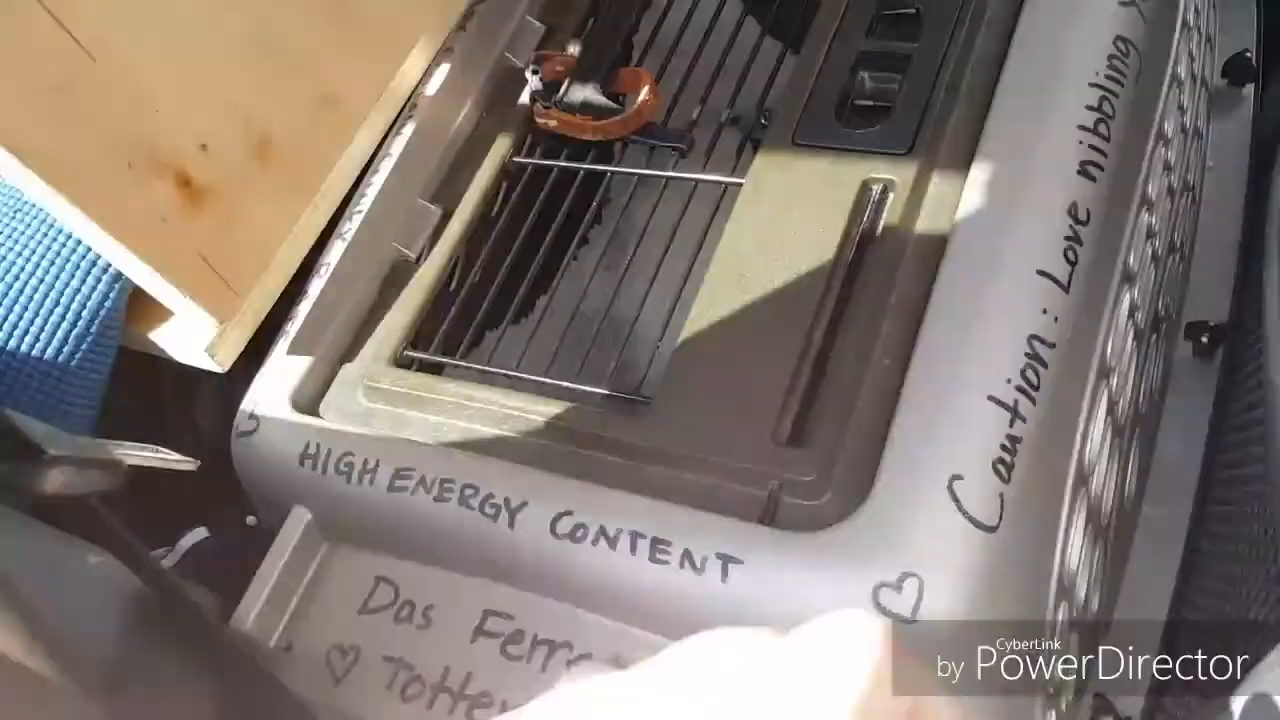 Caution: Love nibbling
HIGH ENERGY CONTENT
Das
CyberLink
by PowerDirector